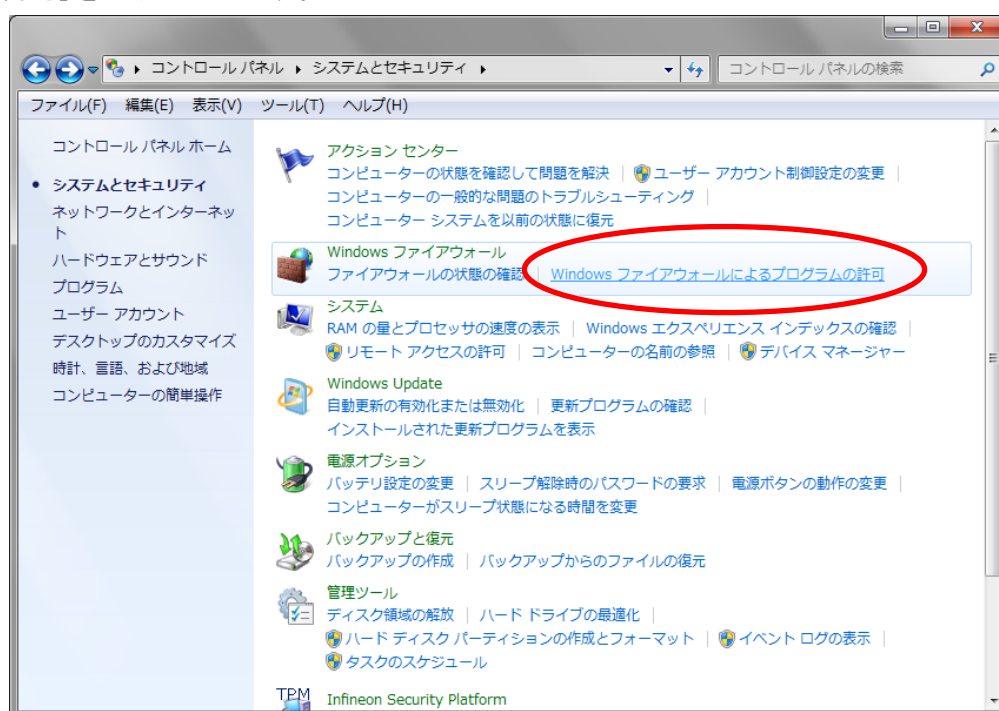 コントロール パネル ▸ システムとセキュリティ ▸
コントロール パネルの検索
ファイル(F) 編集(E) 表示(V) ツール(T) ヘルプ(H)
コントロール パネル ホーム
• システムとセキュリティ
ネットワークとインターネッ
ト
ハードウェアとサウンド
プログラム
ユーザー アカウント
デスクトップのカスタマイズ
時計、言語、および地域
コンピューターの簡単操作
アクション センター
コンピューターの状態を確認して問題を解決 | ユーザー アカウント制御設定の変更 |
コンピューターの一般的な問題のトラブルシューティング |
コンピューター システムを以前の状態に復元
Windows ファイアウォール
ファイアウォールの状態の確認 | Windows ファイアウォールによるプログラムの許可
システム
RAM の量とプロセッサの速度の表示 | Windows エクスペリエンス インデックスの確認 |
リモート アクセスの許可 | コンピューターの名前の参照 | デバイス マネージャー
Windows Update
自動更新の有効化または無効化 | 更新プログラムの確認 |
インストールされた更新プログラムを表示
電源オプション
バッテリ設定の変更 | スリープ解除時のパスワードの要求 | 電源ボタンの動作の変更 |
コンピューターがスリープ状態になる時間を変更
バックアップと復元
バックアップの作成 | バックアップからのファイルの復元
管理ツール
ディスク領域の解放 | ハード ドライブの最適化 |
ハード ディスク パーティションの作成とフォーマット | イベント ログの表示 |
タスクのスケジュール
TPM
Infineon Security Platform